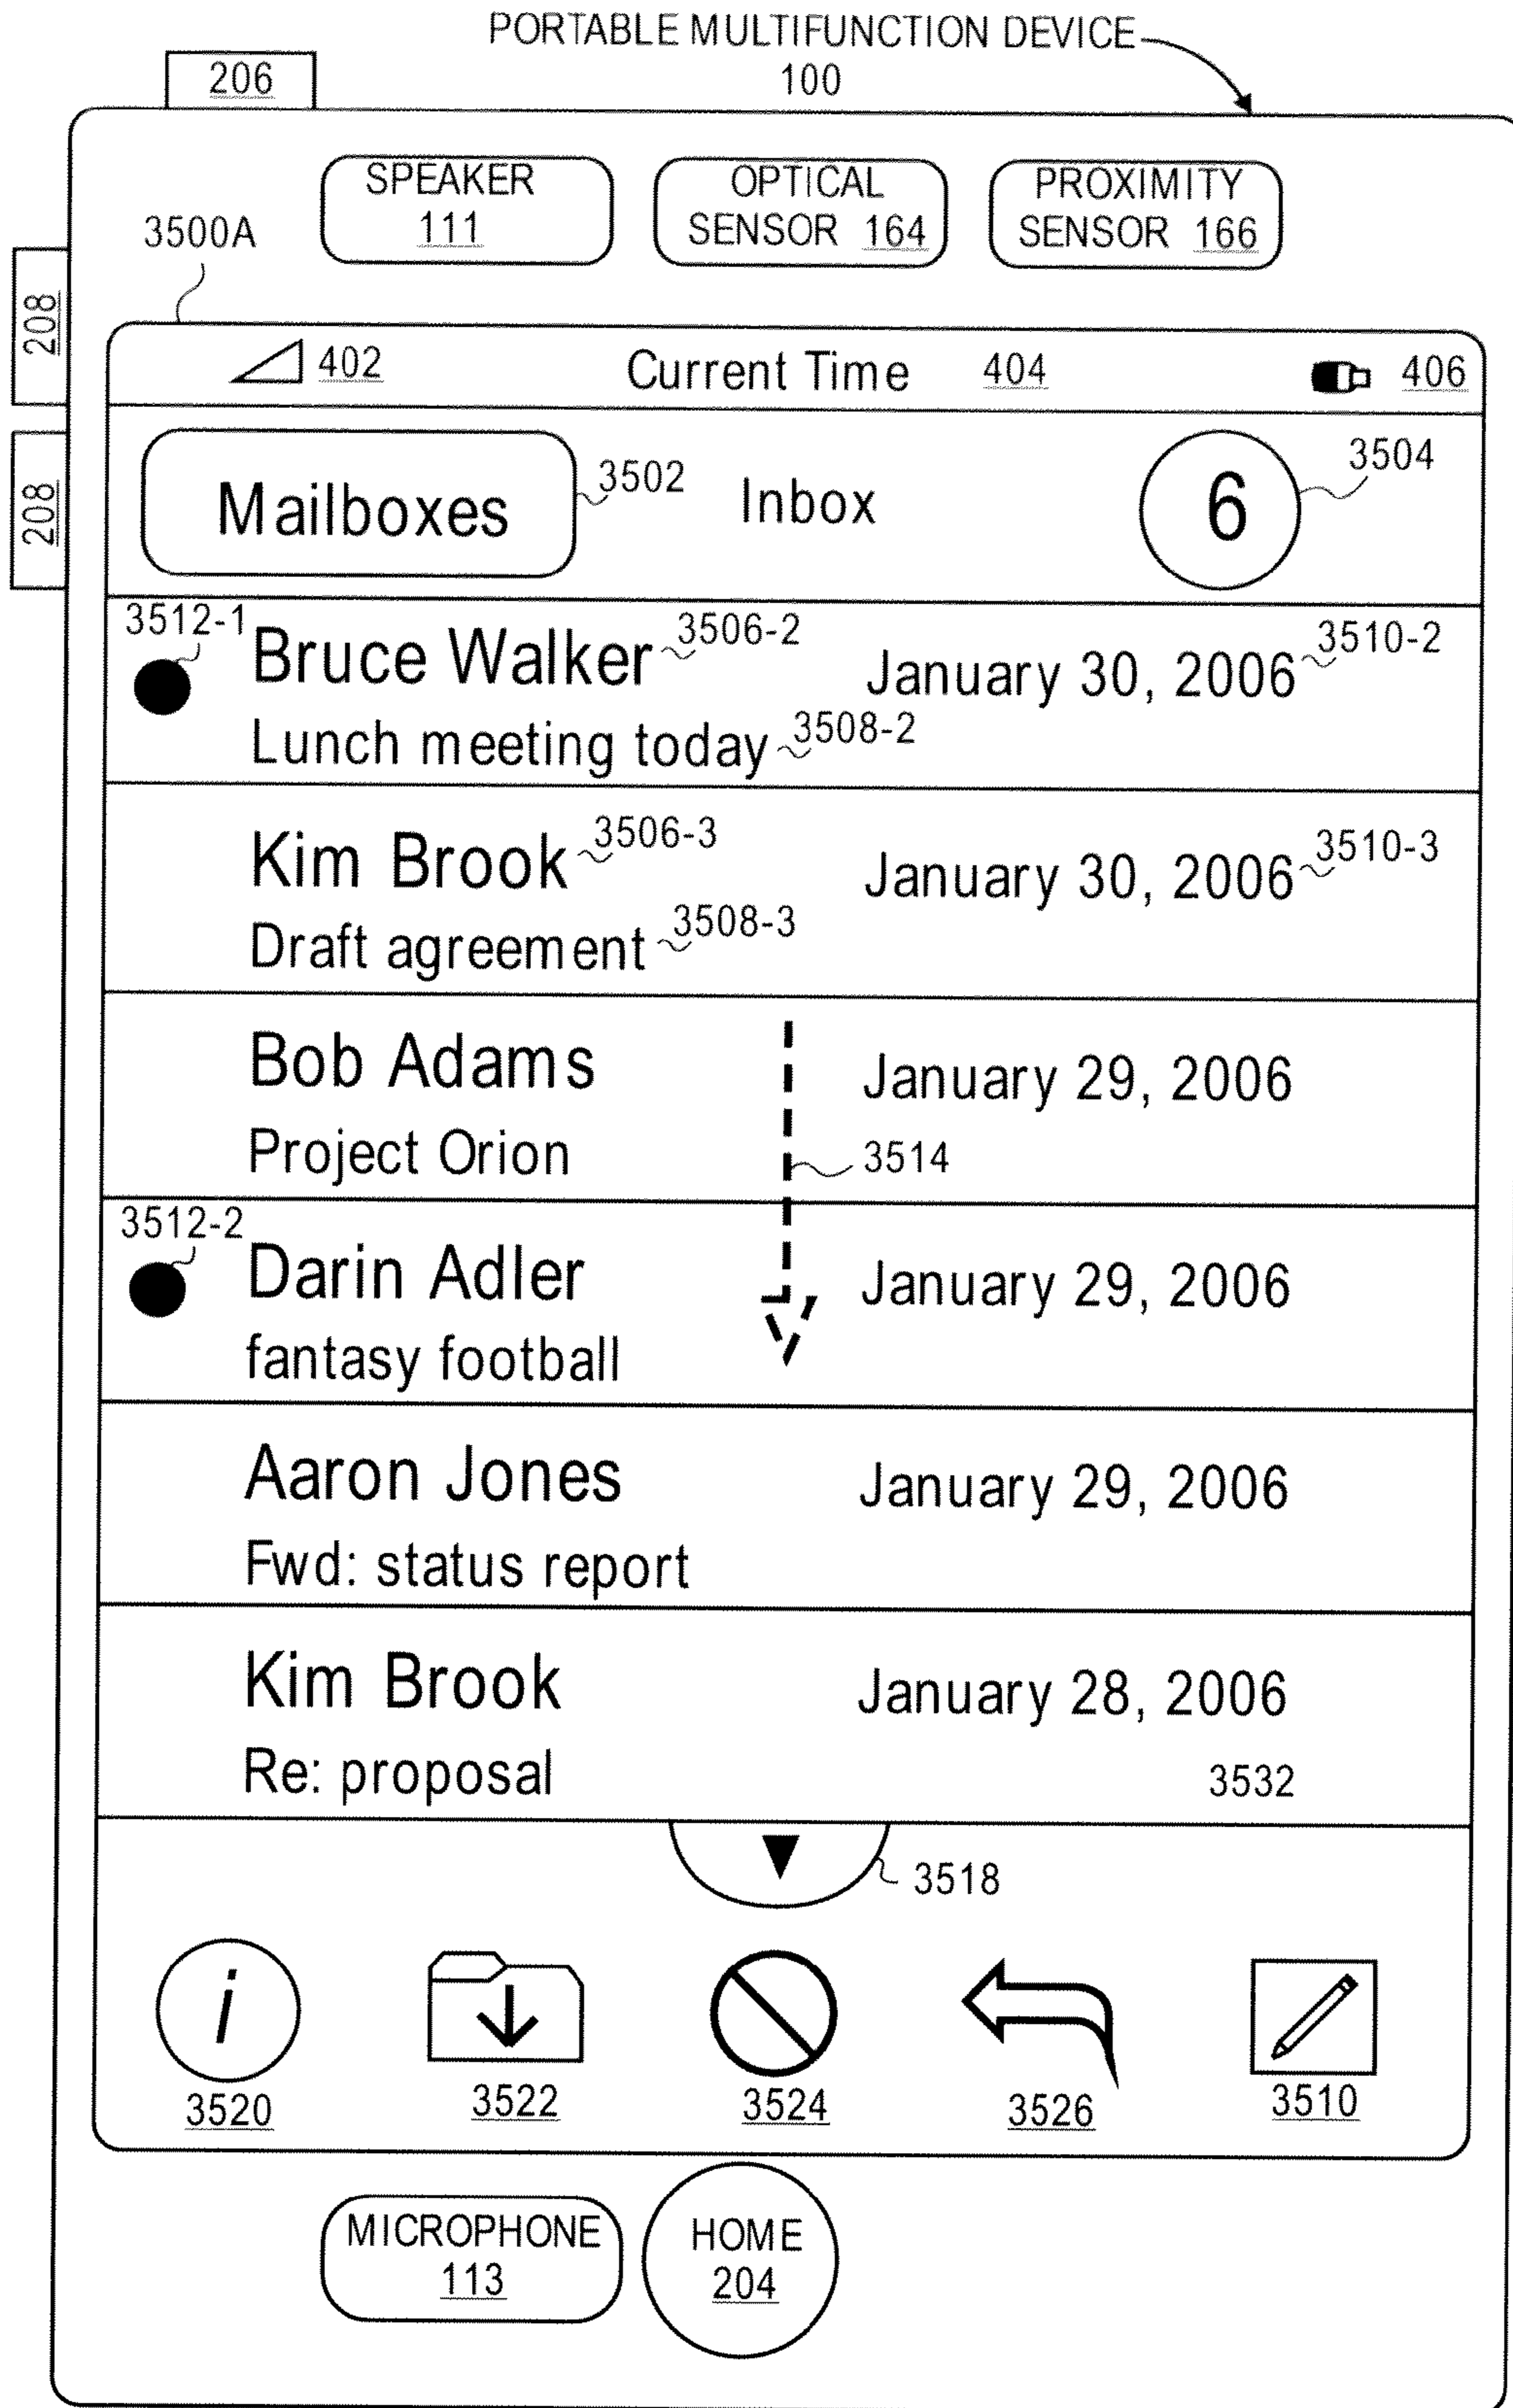 PORTABLE MULTIFUNCTION DEVICE
100
206
SPEAKER
111
OPTICAL
SENSOR 164
PROXIMITY
SENSOR 166
3500A
208
208
402 Current Time 404 406
Mailboxes 3502 Inbox 6 3504
3512-1 Bruce Walker 3506-2 January 30, 2006 3510-2
Lunch meeting today 3508-2
Kim Brook 3506-3 January 30, 2006 3510-3
Draft agreement 3508-3
Bob Adams January 29, 2006
Project Orion 3514
3512-2 Darin Adler January 29, 2006
fantasy football
Aaron Jones January 29, 2006
Fwd: status report
Kim Brook January 28, 2006
Re: proposal 3532
3518
i
3520 3522 3524 3526 3510
MICROPHONE
113
HOME
204